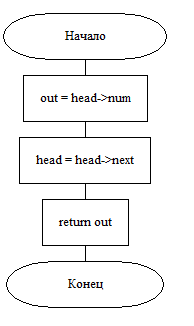 Начало
out = head->num
head = head->next
return out
Конец